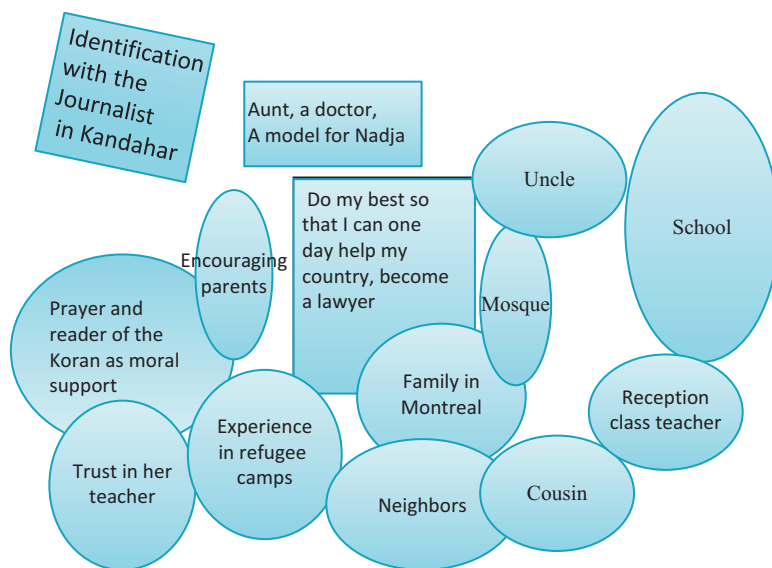 Identification
with the
Journalist
in Kandahar
Aunt, a doctor,
A model for Nadja
Uncle
School
Do my best so
that I can one
day help my
country, become
a lawyer
Encouraging
parents
Mosque
Prayer and
reader of the
Koran as moral
support
Family in
Montreal
Reception
class teacher
Experience
in refugee
camps
Trust in her
teacher
Neighbors
Cousin